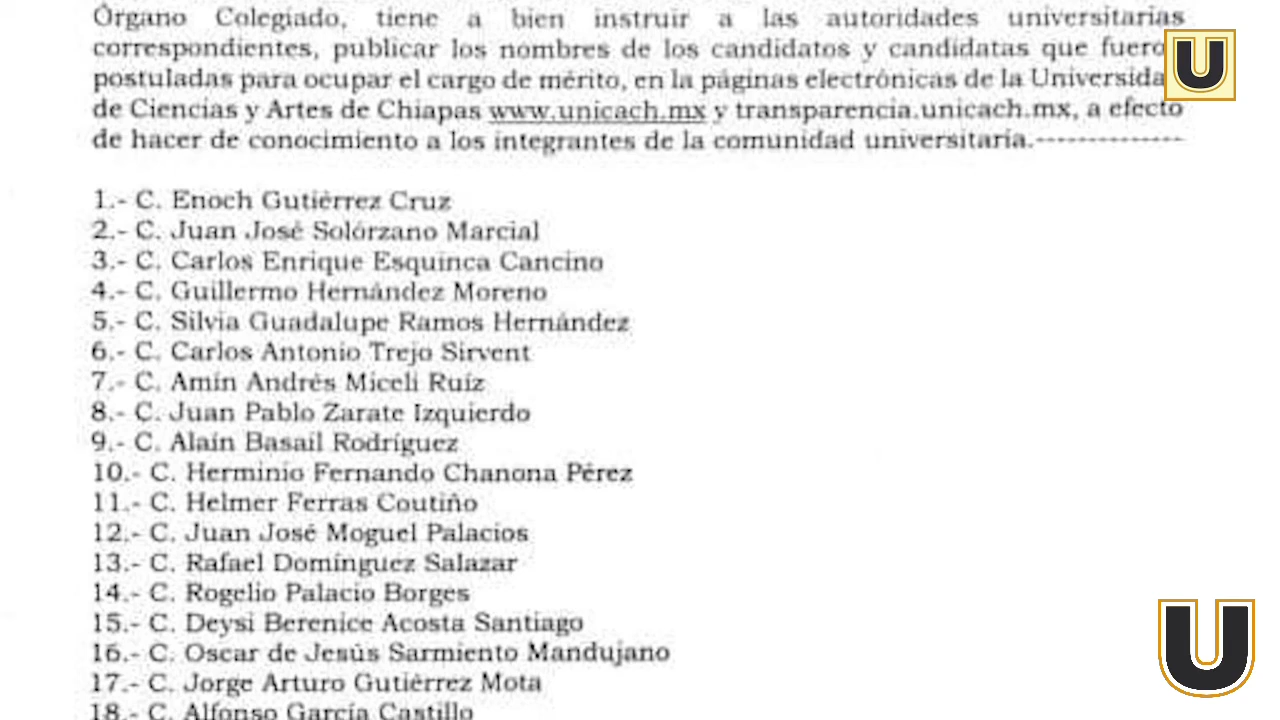 Órgano Colegiado, tiene a bien instruir a las autoridades universitarias
correspondientes, publicar los nombres de los candidatos y candidatas que fuero
postuladas para ocupar el cargo de mérito, en la páginas electrónicas de la Universida
de Ciencias y Artes de Chiapas www.unicach.mx y transparencia.unicach.mx, a efecto
de hacer de conocimiento a los integrantes de la comunidad universitaria.--------------
1.- C. Enoch Gutiérrez Cruz
2.- C. Juan José Solórzano Marcial
3.- C. Carlos Enrique Esquinca Cancino
4.- C. Guillermo Hernández Moreno
5.- C. Silvia Guadalupe Ramos Hernández
6.- C. Carlos Antonio Trejo Sirvent
7.- C. Amín Andrés Miceli Ruíz
8.- C. Juan Pablo Zarate Izquierdo
9.- C. Alain Basail Rodríguez
10.- C. Herminio Fernando Chanona Pérez
11.- C. Helmer Ferras Coutiño
12.- C. Juan José Moguel Palacios
13.- C. Rafael Domínguez Salazar
14.- C. Rogelio Palacio Borges
15.- C. Deysi Berenice Acosta Santiago
16.- C. Oscar de Jesús Sarmiento Mandujano
17.- C. Jorge Arturo Gutiérrez Mota
18.- C. Alfonso García Castillo
U
U